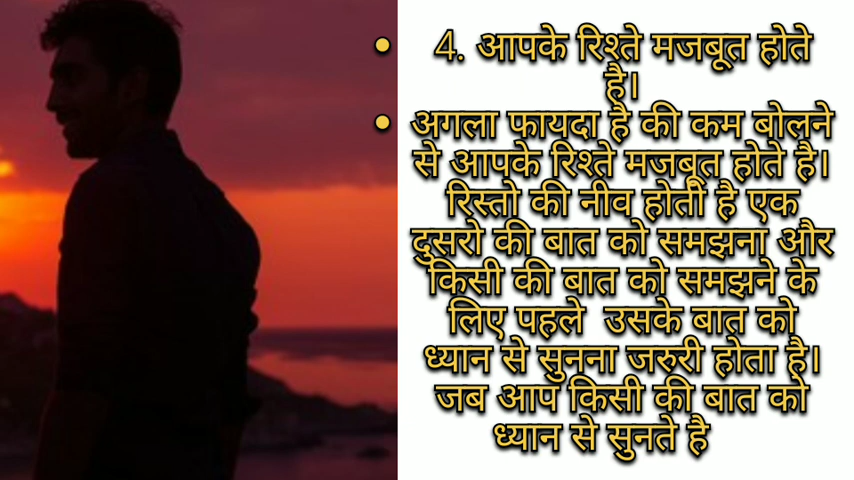 • 4. आपके रिश्ते मजबूत होते
है।
• अगला फायदा है की कम बोलने
से आपके रिश्ते मजबूत होते है।
रिस्तो की नीव होती है एक
दुसरो की बात को समझना और
किसी की बात को समझने के
लिए पहले उसके बात को
ध्यान से सुनना जरुरी होता है।
जब आप किसी की बात को
ध्यान से सुनते है